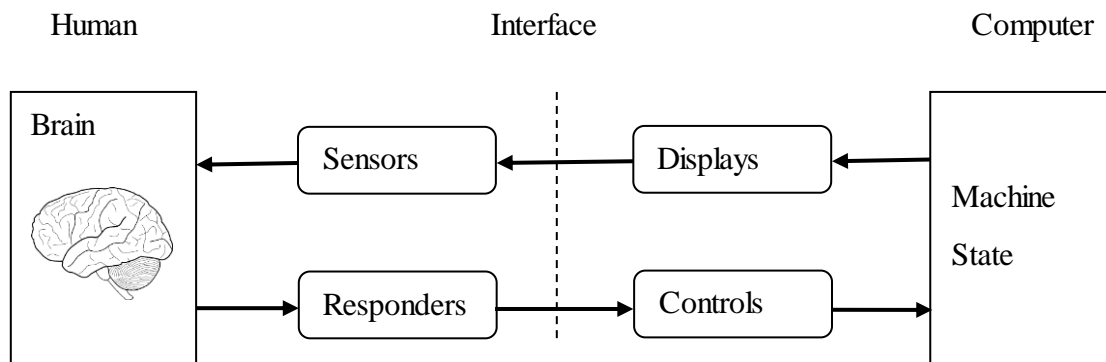 Human
Interface
Computer
Brain
Sensors
Displays
Machine
State
Responders
Controls